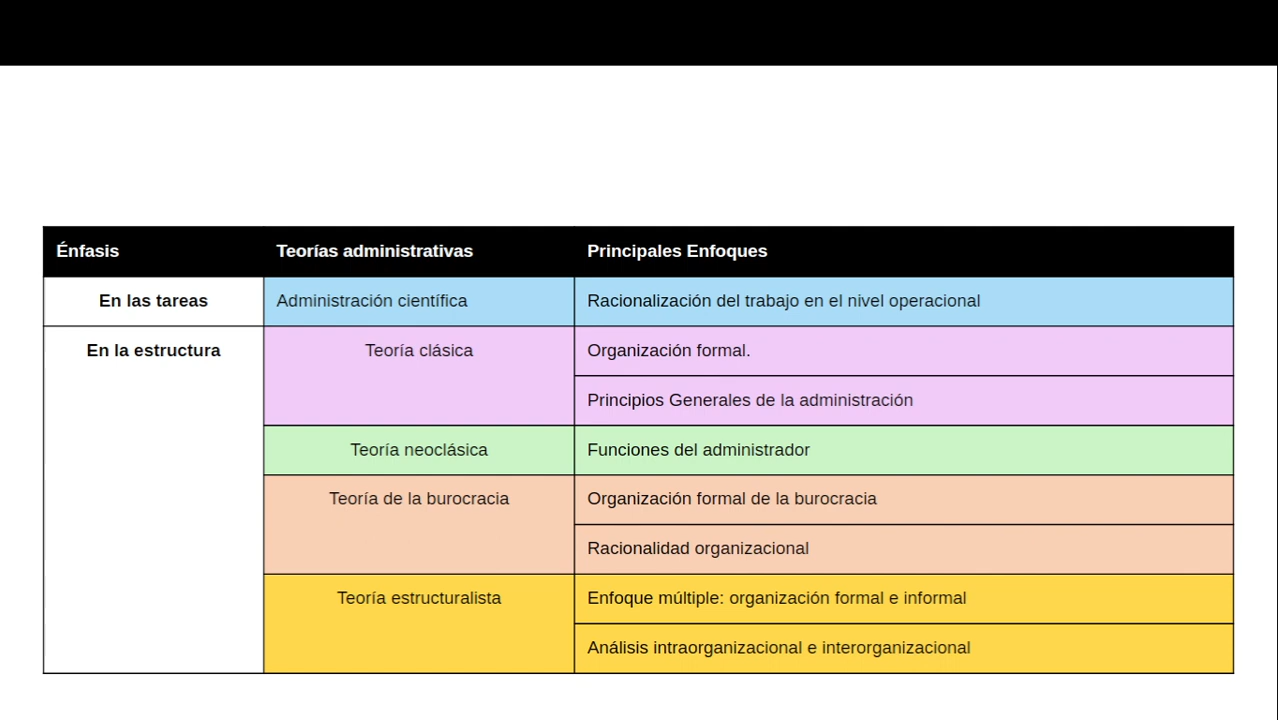 Énfasis Teorías administrativas Principales Enfoques
En las tareas Administración científica Racionalización del trabajo en el nivel operacional
En la estructura Teoría clásica Organización formal.
Principios Generales de la administración
Teoría neoclásica Funciones del administrador
Teoría de la burocracia Organización formal de la burocracia
Racionalidad organizacional
Teoría estructuralista Enfoque múltiple: organización formal e informal
Análisis intraorganizacional e interorganizacional